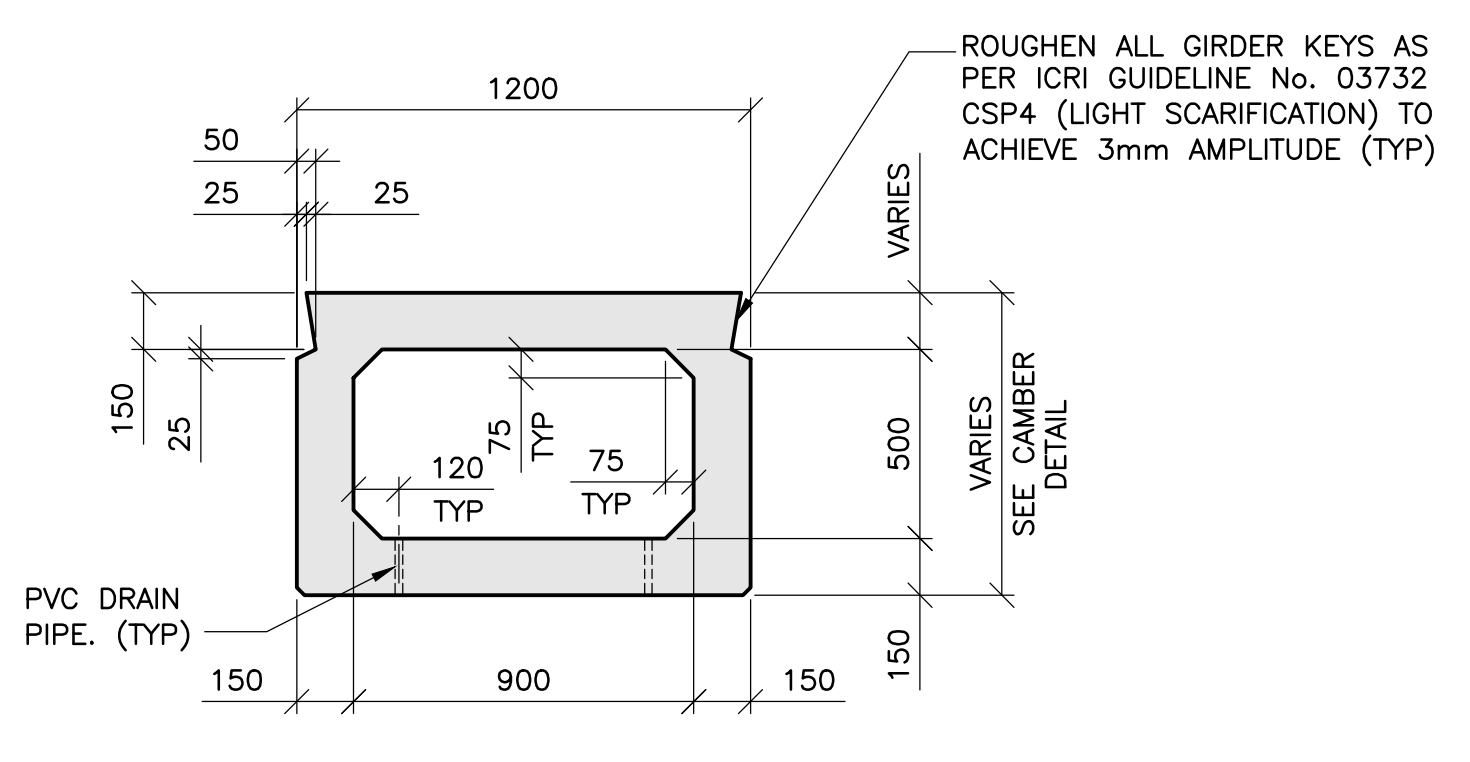 ROUGHEN ALL GIRDER KEYS AS
PER ICRI GUIDELINE No. 03732
CSP4 (LIGHT SCARIFICATION) TO
ACHIEVE 3mm AMPLITUDE (TYP)
1200
50
25
25
VARIES
150
25
75
TYP
120
TYP
75
TYP
500
VARIES
SEE CAMBER
DETAIL
PVC DRAIN
PIPE. (TYP)
150
900
150
150